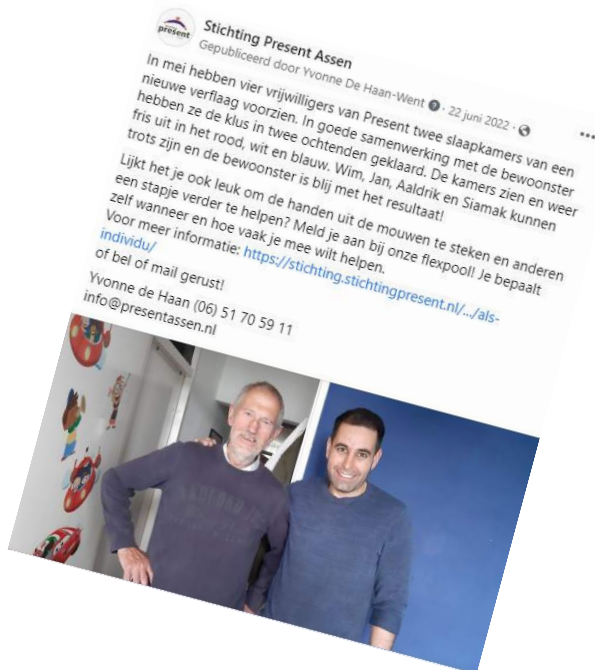 present
Stichting Present Assen
Gepubliceerd door Yvonne De Haan-Went · 22 juni 2022 ·
In mei hebben vier vrijwilligers van Present twee slaapkamers van een
nieuwe verflaag voorzien. In goede samenwerking met de bewoonster
hebben ze de klus in twee ochtenden geklaard. De kamers zien en weer
fris uit in het rood, wit en blauw. Wim, Jan, Aaldrik en Siamak kunnen
trots zijn en de bewoonster is blij met het resultaat!
Lijkt het je ook leuk om de handen uit de mouwen te steken en anderen
een stapje verder te helpen? Meld je aan bij onze flexpool! Je bepaalt
zelf wanneer en hoe vaak je mee wilt helpen.
Voor meer informatie: https://stichting.stichtingpresent.nl/.../als-
individu/
of bel of mail gerust!
Yvonne de Haan (06) 51 70 59 11
info@presentassen.nl